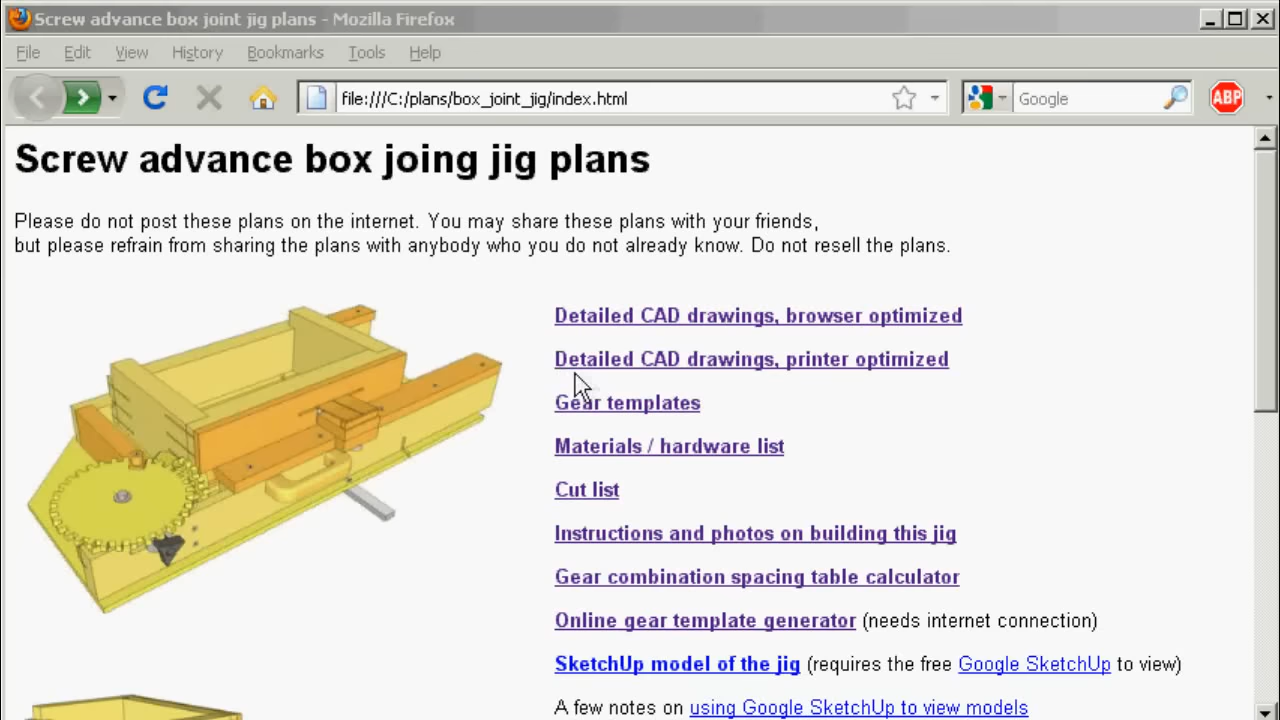 Screw advance box joint jig plans - Mozilla Firefox
File Edit View History Bookmarks Tools Help
file:///C:/plans/box_joint_jig/index.html
Google
ABP
Screw advance box joing jig plans
Please do not post these plans on the internet. You may share these plans with your friends,
but please refrain from sharing the plans with anybody who you do not already know. Do not resell the plans.
Detailed CAD drawings, browser optimized
Detailed CAD drawings, printer optimized
Gear templates
Materials / hardware list
Cut list
Instructions and photos on building this jig
Gear combination spacing table calculator
Online gear template generator (needs internet connection)
SketchUp model of the jig (requires the free Google SketchUp to view)
A few notes on using Google SketchUp to view models